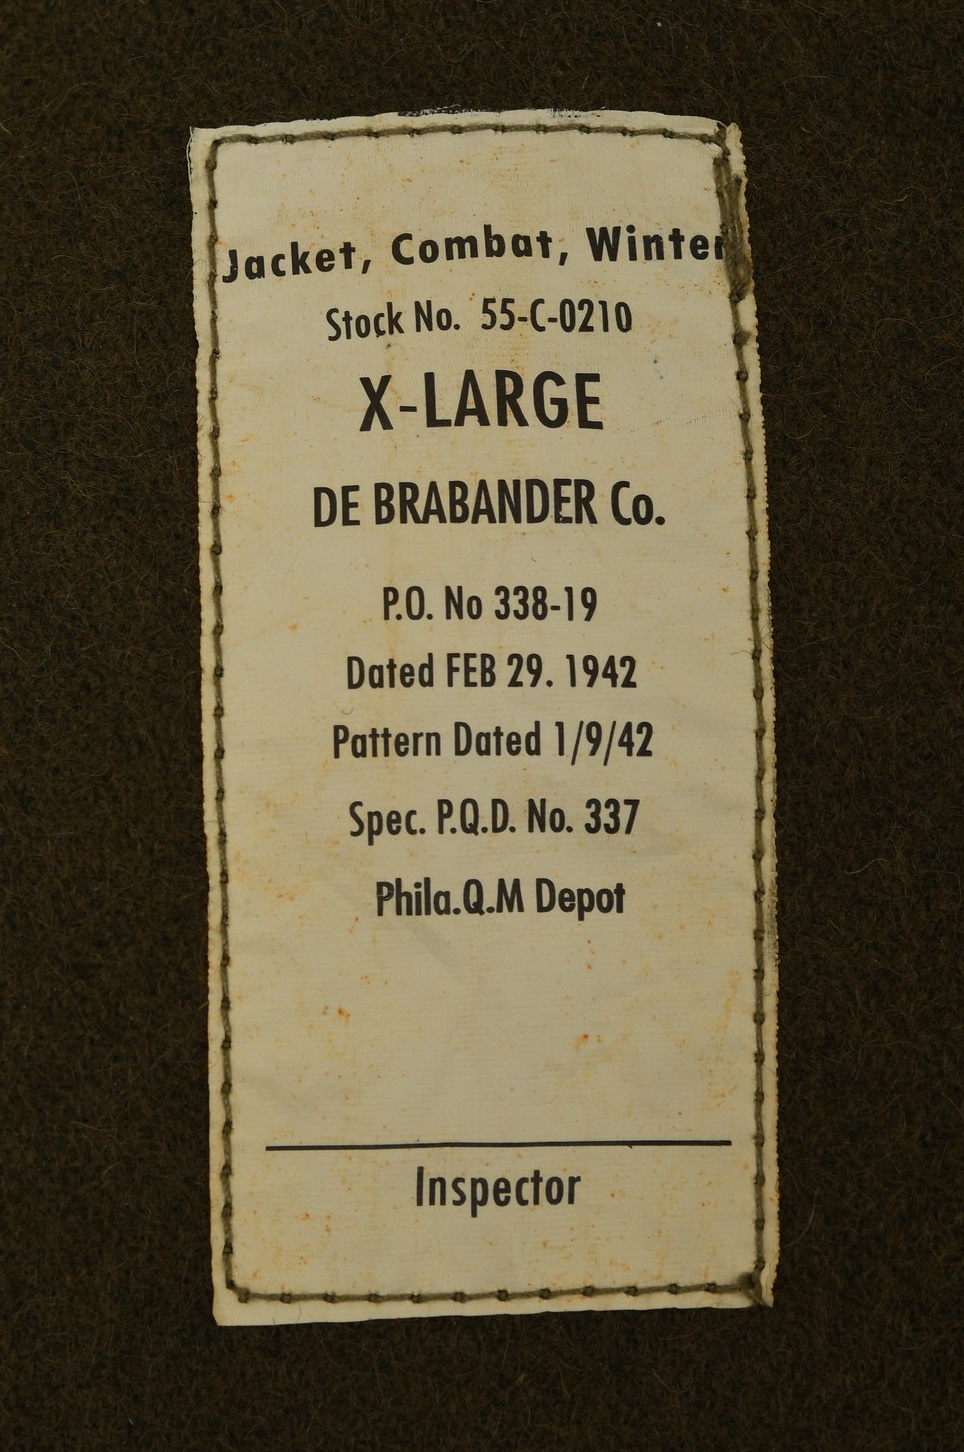 Jacket, Combat, Winter
Stock No. 55-C-0210
X-LARGE
DE BRABANDER Co.
P.O. No 338-19
Dated FEB 29. 1942
Pattern Dated 1/9/42
Spec. P.Q.D. No. 337
Phila.Q.M Depot
Inspector